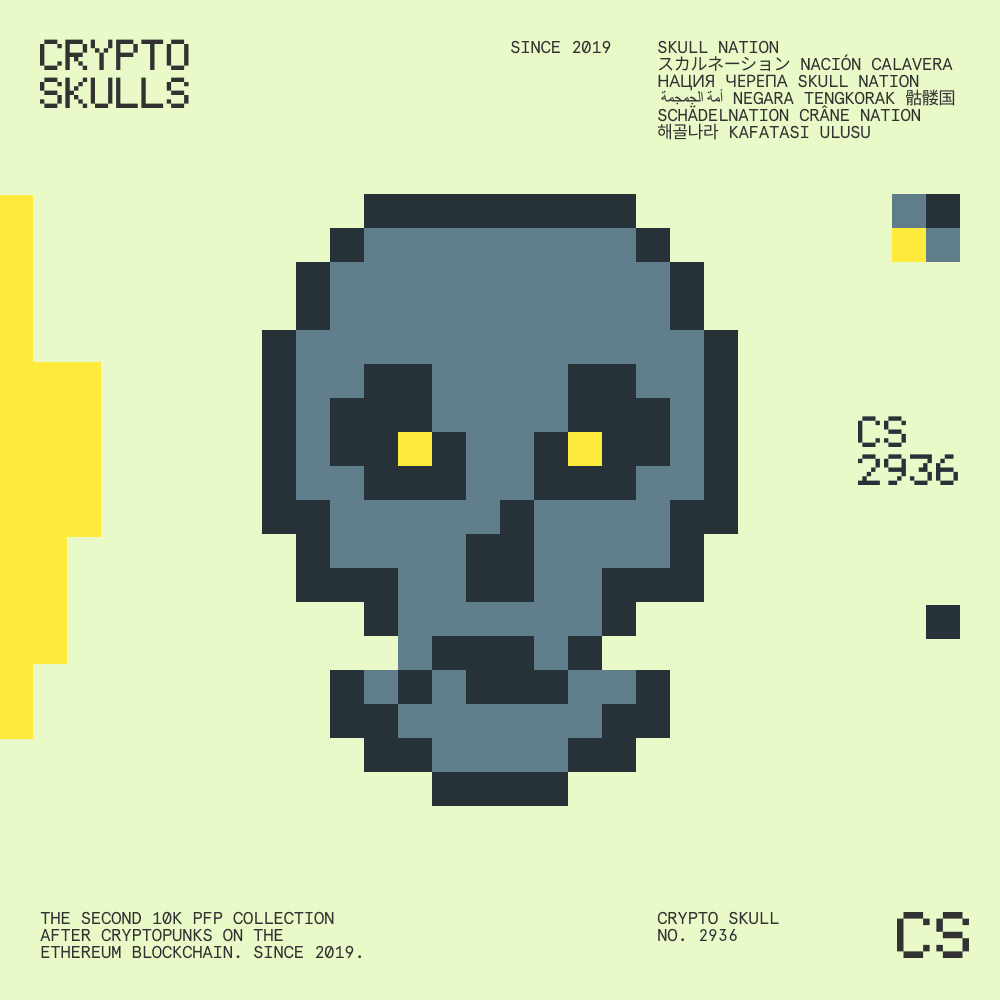 CRYPTO
SKULLS
SINCE 2019
SKULL NATION
スカルネーション NACIÓN CALAVERA
НАЦИЯ ЧЕРЕПА SKULL NATION
أمة الجمجمة NEGARA TENGKORAK 骷髅国
SCHÄDELNATION CRÂNE NATION
해골나라 KAFATASI ULUSU
CS
2936
THE SECOND 10K PFP COLLECTION
AFTER CRYPTOPUNKS ON THE
ETHEREUM BLOCKCHAIN. SINCE 2019.
CRYPTO SKULL
NO. 2936
CS